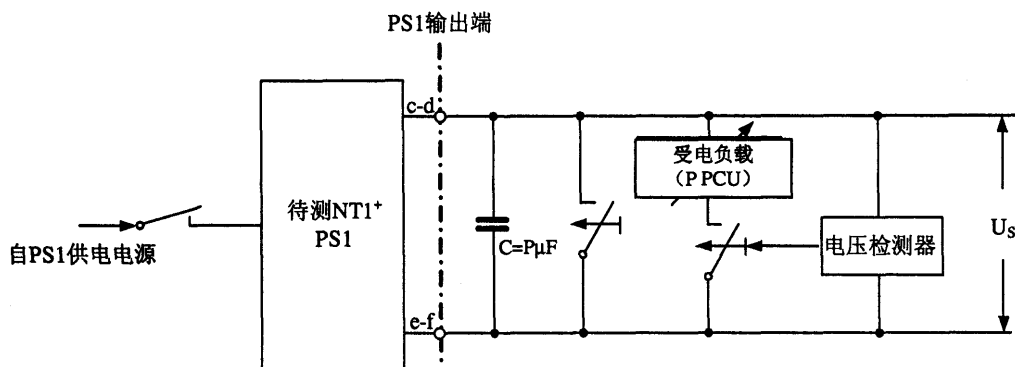 PS1输出端
c-d
受电负载
(P PCU)
待测NT1⁺
PS1
C=PμF
电压检测器
Us
自PS1供电电源
e-f